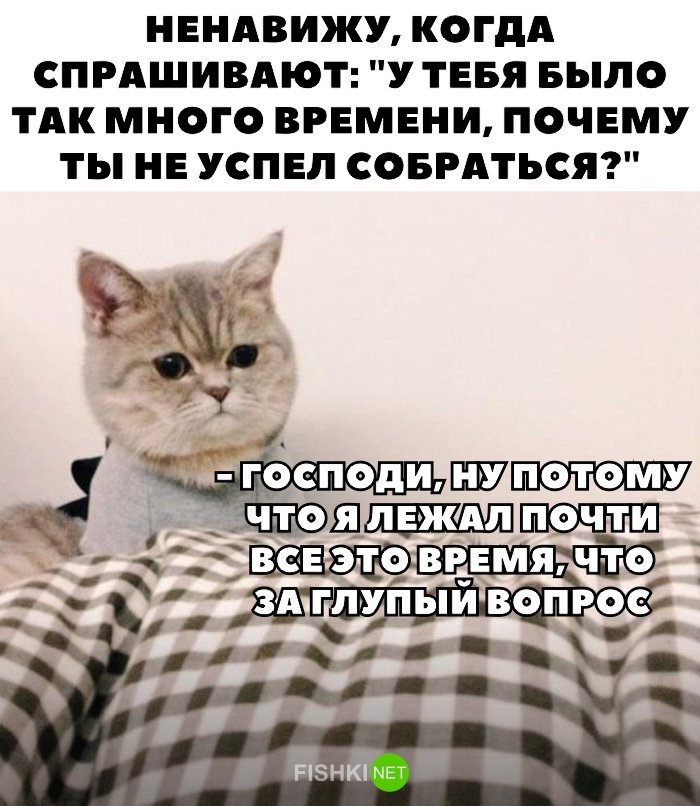 НЕНАВИЖУ, КОГДА
СПРАШИВАЮТ: "У ТЕБЯ БЫЛО
ТАК МНОГО ВРЕМЕНИ, ПОЧЕМУ
ТЫ НЕ УСПЕЛ СОБРАТЬСЯ?"
- ГОСПОДИ, НУ ПОТОМУ
ЧТО Я ЛЕЖАЛ ПОЧТИ
ВСЕ ЭТО ВРЕМЯ, ЧТО
ЗА ГЛУПЫЙ ВОПРОС
FISHKI NET